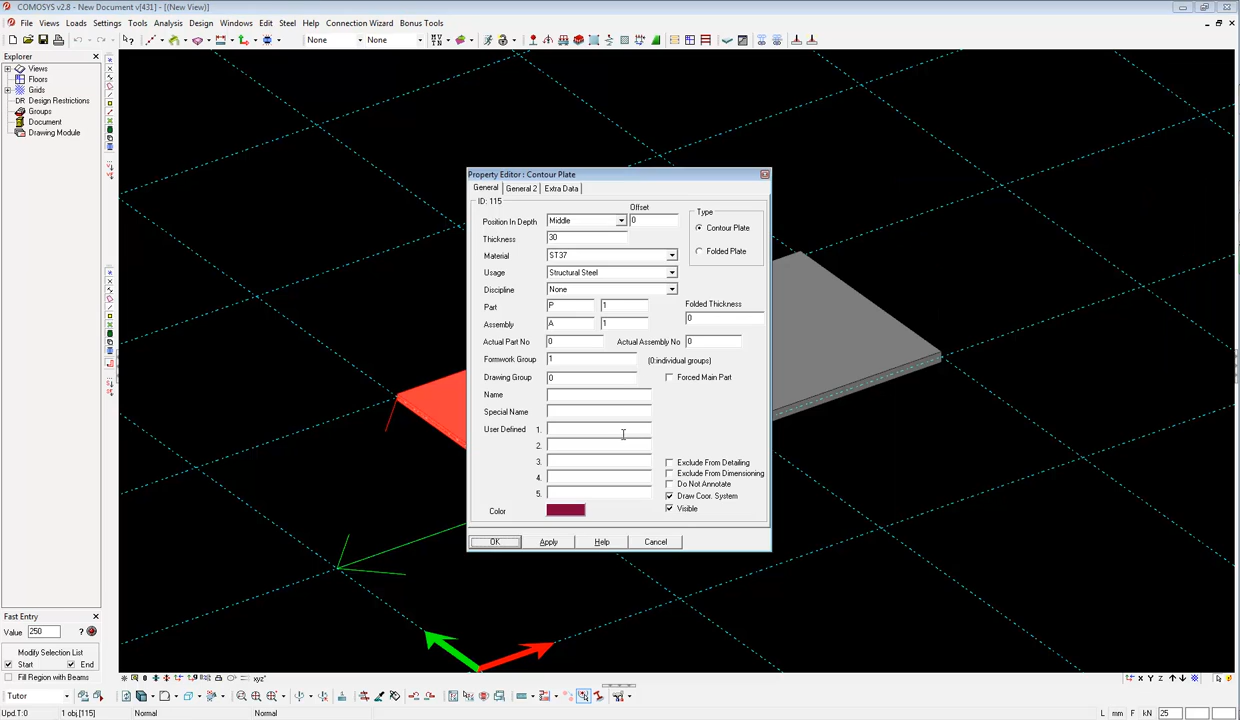 COMOSYS v2.8 - New Document v[431] - [(New View)]
File Views Loads Settings Tools Analysis Design Windows Edit Steel Help Connection Wizard Bonus Tools
None None
Explorer
Views
Floors
Grids
DR Design Restrictions
Groups
Document
Drawing Module
Property Editor : Contour Plate
General General 2 Extra Data
ID: 115
Offset
Position In Depth Middle 0
Type
Contour Plate
Folded Plate
Thickness 30
Material ST37
Usage Structural Steel
Discipline None
Part P 1
Folded Thickness
0
Assembly A 1
Actual Part No 0 Actual Assembly No 0
Formwork Group 1 (0:individual groups)
Drawing Group 0 Forced Main Part
Name
Special Name
User Defined 1.
2.
3.
4.
5.
Exclude From Detailing
Exclude From Dimensioning
Do Not Annotate
Draw Coor. System
Visible
Color
OK Apply Help Cancel
Fast Entry
Value 250 ?
Modify Selection List
Start End
Fill Region with Beams
xyz'
X Y Z
Tutor
Upd.T:0 1 obj.[115] Normal Normal L mm F kN 25